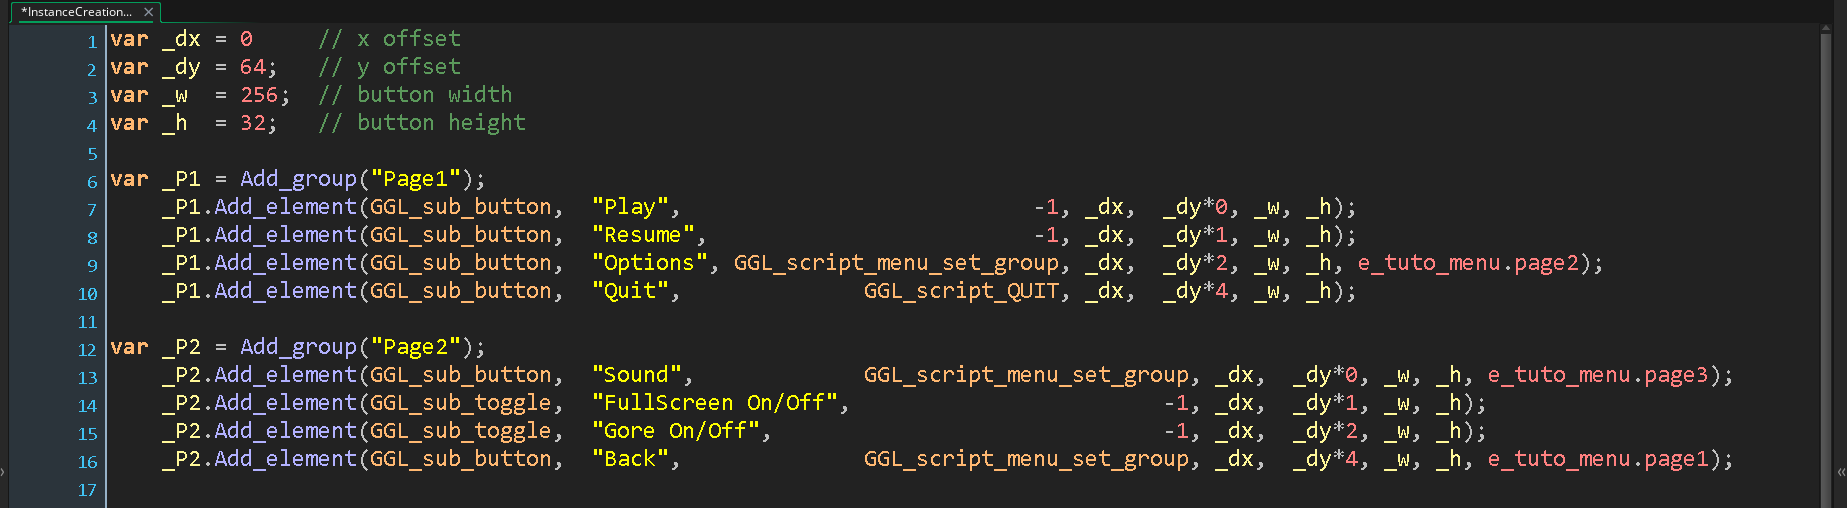 *InstanceCreation... ×
1 var _dx = 0     // x offset
2 var _dy = 64;   // y offset
3 var _w  = 256;  // button width
4 var _h  = 32;   // button height
5
6 var _P1 = Add_group("Page1");
7     _P1.Add_element(GGL_sub_button,  "Play",                           -1, _dx,  _dy*0, _w, _h);
8     _P1.Add_element(GGL_sub_button,  "Resume",                         -1, _dx,  _dy*1, _w, _h);
9     _P1.Add_element(GGL_sub_button,  "Options", GGL_script_menu_set_group, _dx,  _dy*2, _w, _h, e_tuto_menu.page2);
10     _P1.Add_element(GGL_sub_button,  "Quit",              GGL_script_QUIT, _dx,  _dy*4, _w, _h);
11
12 var _P2 = Add_group("Page2");
13     _P2.Add_element(GGL_sub_button,  "Sound",             GGL_script_menu_set_group, _dx,  _dy*0, _w, _h, e_tuto_menu.page3);
14     _P2.Add_element(GGL_sub_toggle,  "FullScreen On/Off",                        -1, _dx,  _dy*1, _w, _h);
15     _P2.Add_element(GGL_sub_toggle,  "Gore On/Off",                              -1, _dx,  _dy*2, _w, _h);
16     _P2.Add_element(GGL_sub_button,  "Back",              GGL_script_menu_set_group, _dx,  _dy*4, _w, _h, e_tuto_menu.page1);
17